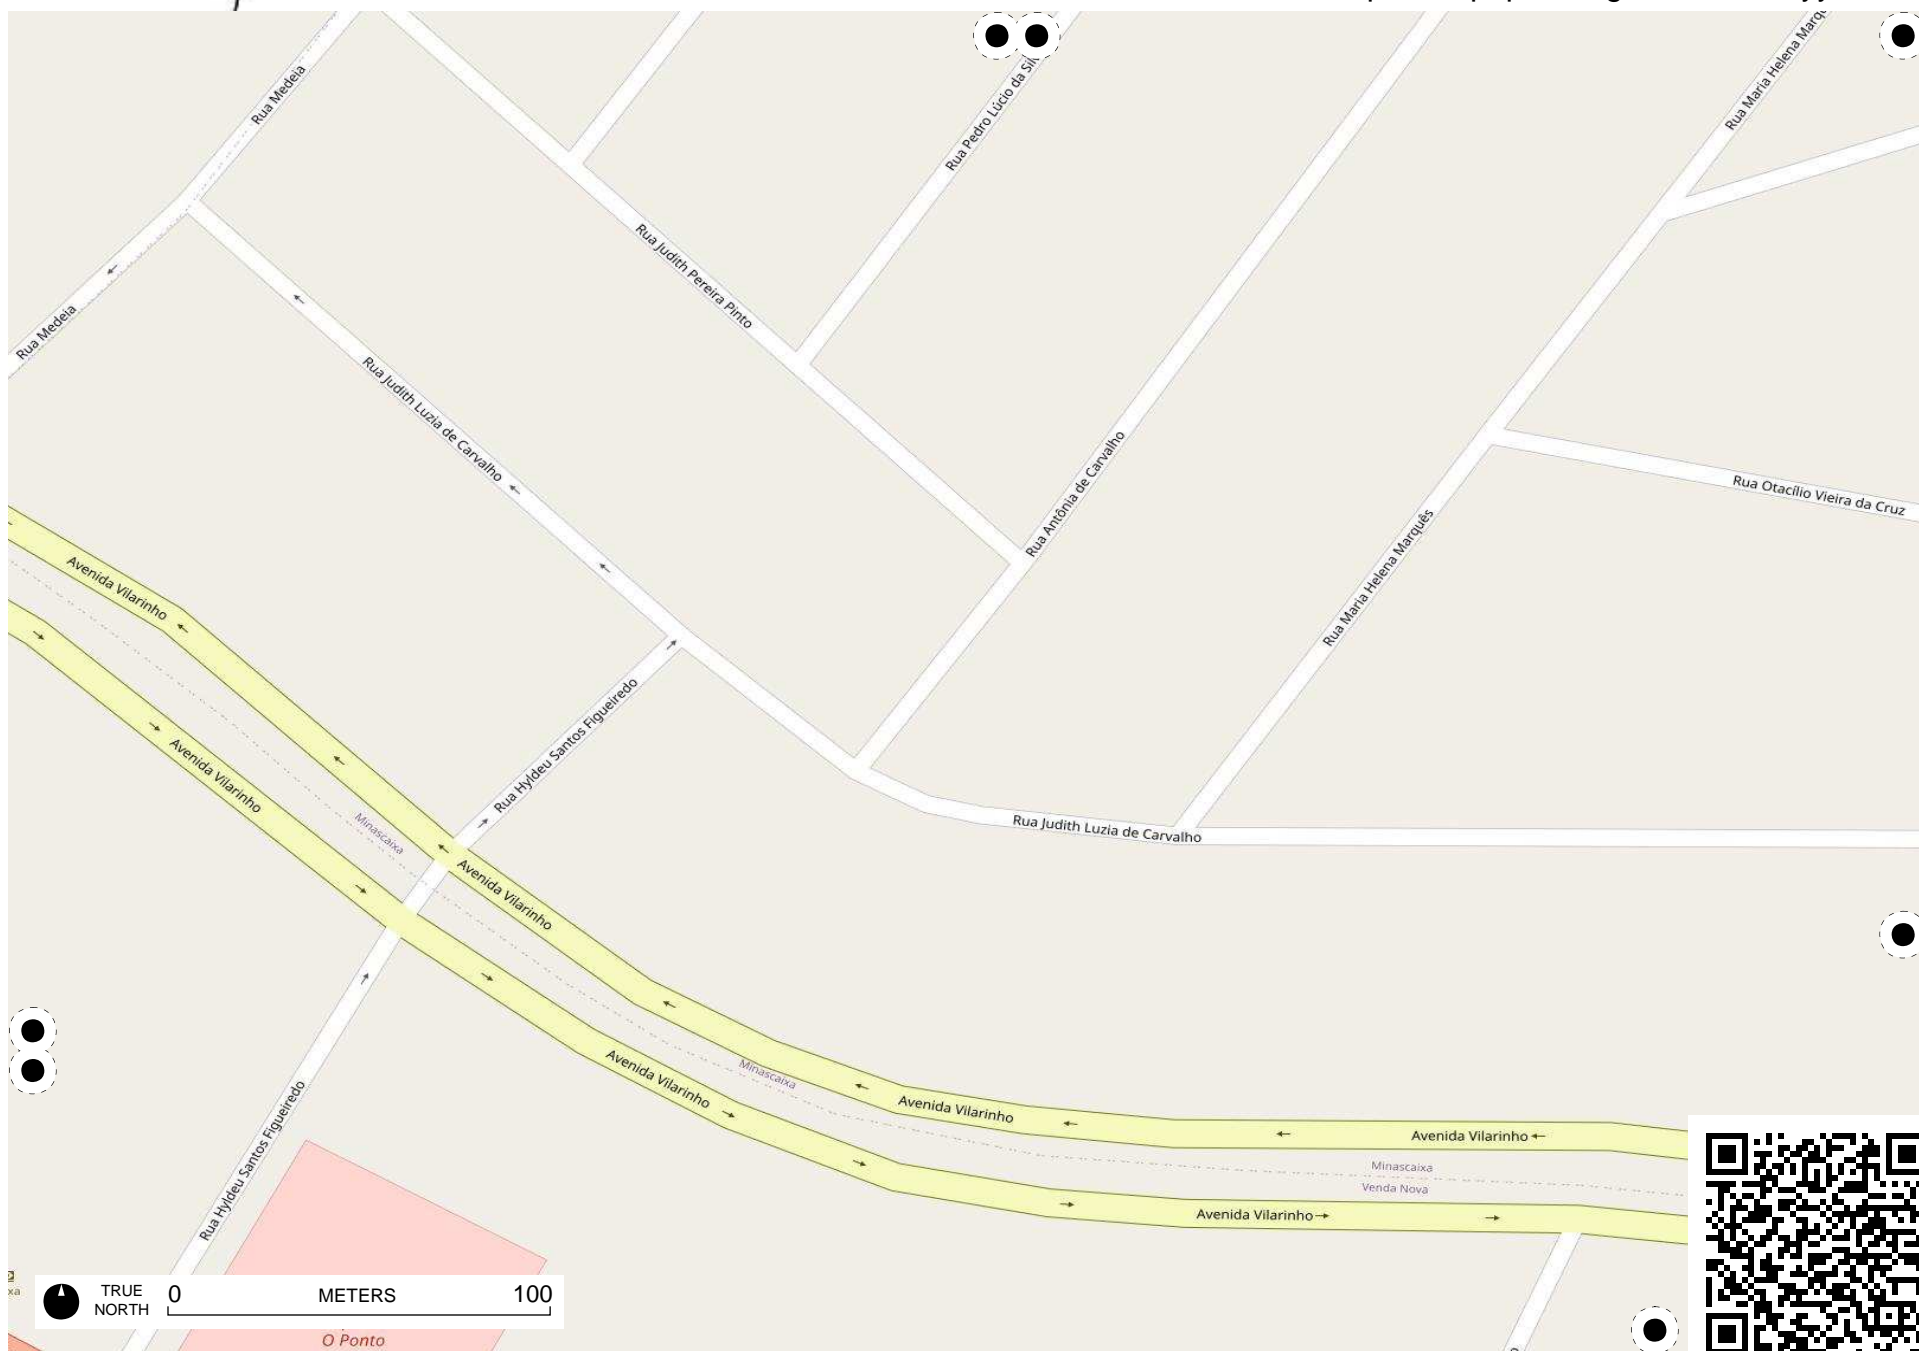 Rua Medeia
Rua Pedro Lúcio da
Rua Maria Helena
Rua Judith Pereira Pinto
Rua Medeia
Rua Judith Luzia de Carvalho
Rua Antônia de Carvalho
Rua Otacílio Vieira da Cruz
Rua Maria Helena Marquês
Avenida Vilarinho
Rua Hyldeu Santos Figueiredo
Avenida Vilarinho
Minascaixa
Rua Judith Luzia de Carvalho
Avenida Vilarinho
Avenida Vilarinho
Minascaixa
Avenida Vilarinho
Avenida Vilarinho
Rua Hyldeu Santos Figueiredo
Minascaixa
Venda Nova
Avenida Vilarinho
TRUE
NORTH
0 METERS 100
O Ponto